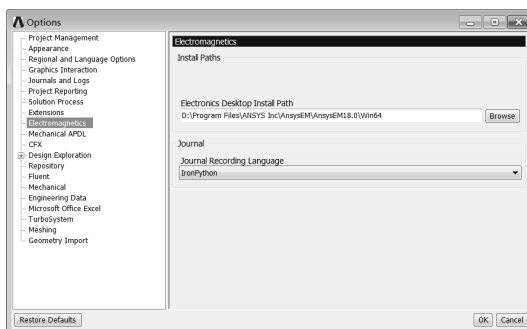 Options
Project Management
Appearance
Regional and Language Options
Graphics Interaction
Journals and Logs
Project Reporting
Solution Process
Extensions
Electromagnetics
Mechanical APDL
CFX
Design Exploration
Repository
Fluent
Mechanical
Engineering Data
Microsoft Office Excel
TurboSystem
Meshing
Geometry Import
Electromagnetics
Install Paths
Electronics Desktop Install Path
D:\Program Files\ANSYS Inc\AnsysEM\AnsysEM18.0\Win64
Browse
Journal
Journal Recording Language
IronPython
Restore Defaults
OK
Cancel